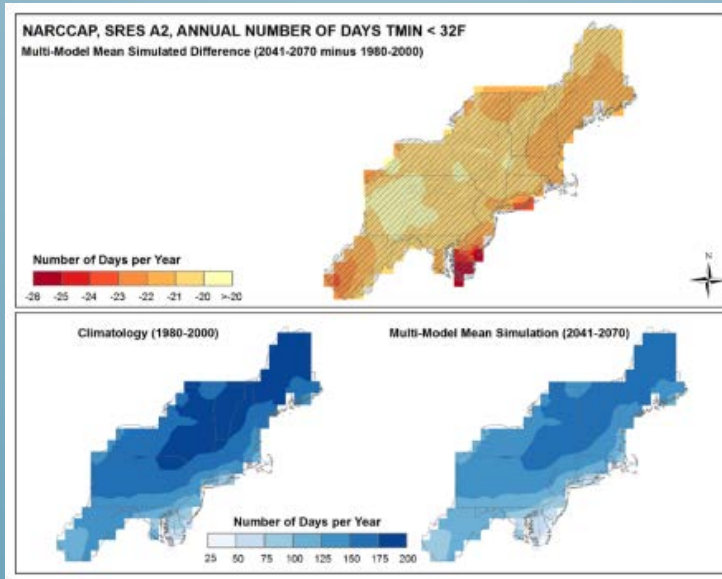 NARCCAP, SRES A2, ANNUAL NUMBER OF DAYS TMIN < 32F
Multi-Model Mean Simulated Difference (2041-2070 minus 1980-2000)
Number of Days per Year
-26 -25 -24 -23 -22 -21 -20 >-20
N
Climatology (1980-2000)
Multi-Model Mean Simulation (2041-2070)
Number of Days per Year
25 50 75 100 125 150 175 200